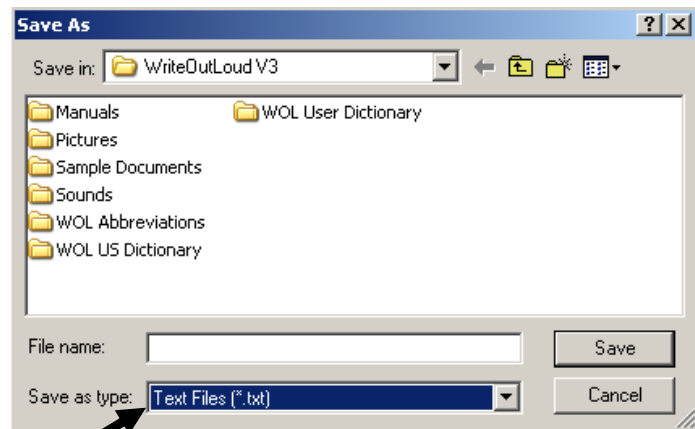 Save As
Save in: WriteOutLoud V3
Manuals WOL User Dictionary
Pictures
Sample Documents
Sounds
WOL Abbreviations
WOL US Dictionary
File name: Save
Save as type: Text Files (*.txt) Cancel